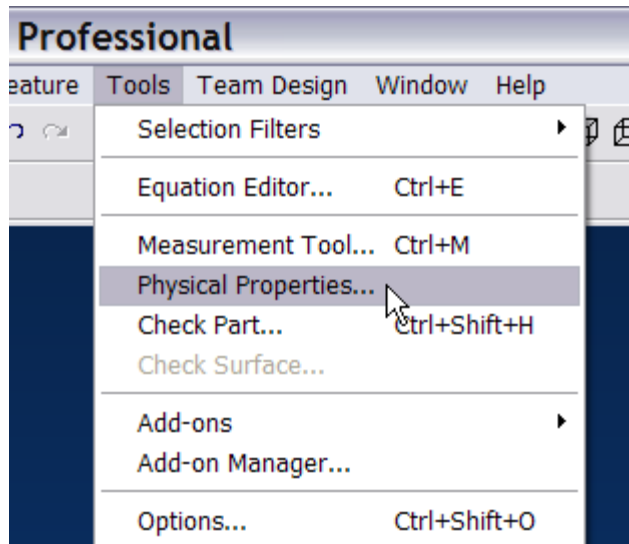 Professional
eature Tools Team Design Window Help
Selection Filters
Equation Editor... Ctrl+E
Measurement Tool... Ctrl+M
Physical Properties...
Check Part... Ctrl+Shift+H
Check Surface...
Add-ons
Add-on Manager...
Options... Ctrl+Shift+O